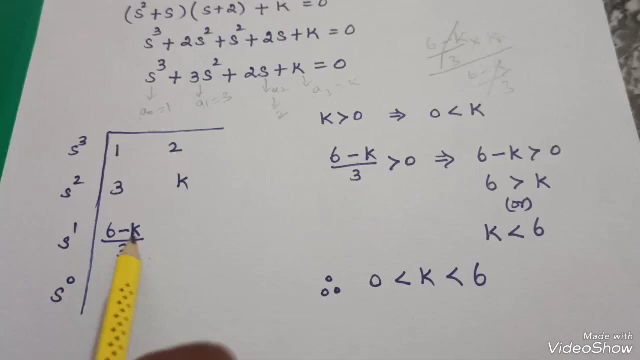 (s²+s)(s+2)+k=0
s³+2s²+s²+2s+k=0
s³+3s²+2s+k=0
a₀=1 a₁=3
2
s³ 1 2
s² 3 k
s¹ 6-k
s⁰
k>0 ⇒ 0<k
6-k/3 >0 ⇒ 6-k>0
6>k
(or)
k<6
∴ 0<k<6
Made with
VideoShow